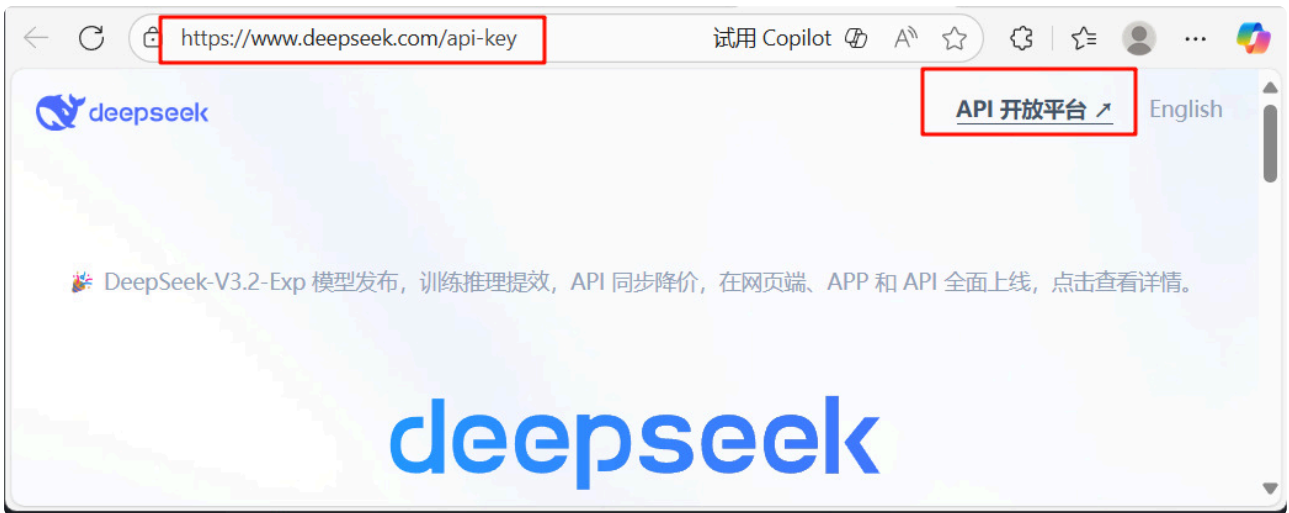 https://www.deepseek.com/api-key 试用 Copilot
deepseek API 开放平台 ↗ English
🎉 DeepSeek-V3.2-Exp 模型发布，训练推理提效，API 同步降价，在网页端、APP 和 API 全面上线，点击查看详情。
deepseek